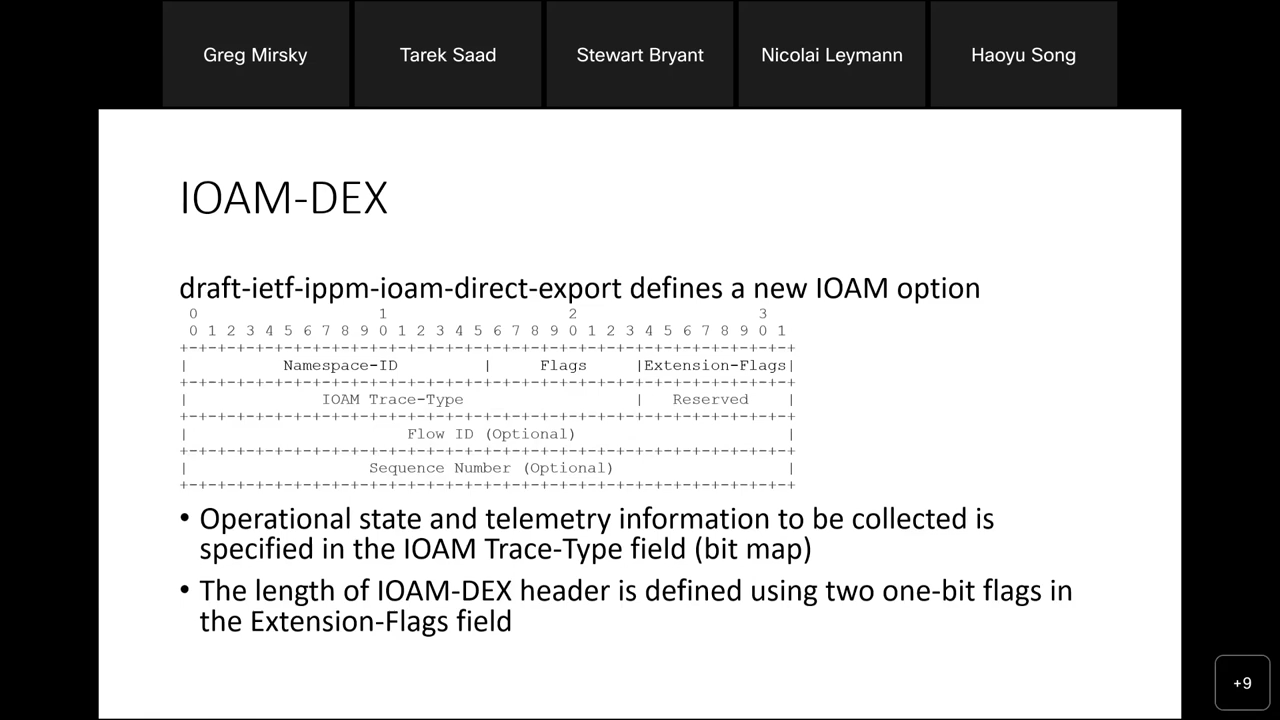 Greg Mirsky
Tarek Saad
Stewart Bryant
Nicolai Leymann
Haoyu Song
IOAM-DEX
draft-ietf-ippm-ioam-direct-export defines a new IOAM option
 0                   1                   2                   3
 0 1 2 3 4 5 6 7 8 9 0 1 2 3 4 5 6 7 8 9 0 1 2 3 4 5 6 7 8 9 0 1
+-+-+-+-+-+-+-+-+-+-+-+-+-+-+-+-+-+-+-+-+-+-+-+-+-+-+-+-+-+-+-+-+
|          Namespace-ID         |     Flags     |Extension-Flags|
+-+-+-+-+-+-+-+-+-+-+-+-+-+-+-+-+-+-+-+-+-+-+-+-+-+-+-+-+-+-+-+-+
|              IOAM Trace-Type                  |   Reserved    |
+-+-+-+-+-+-+-+-+-+-+-+-+-+-+-+-+-+-+-+-+-+-+-+-+-+-+-+-+-+-+-+-+
|                       Flow ID (Optional)                      |
+-+-+-+-+-+-+-+-+-+-+-+-+-+-+-+-+-+-+-+-+-+-+-+-+-+-+-+-+-+-+-+-+
|                   Sequence Number (Optional)                  |
+-+-+-+-+-+-+-+-+-+-+-+-+-+-+-+-+-+-+-+-+-+-+-+-+-+-+-+-+-+-+-+-+
• Operational state and telemetry information to be collected is
specified in the IOAM Trace-Type field (bit map)
• The length of IOAM-DEX header is defined using two one-bit flags in
the Extension-Flags field
+9